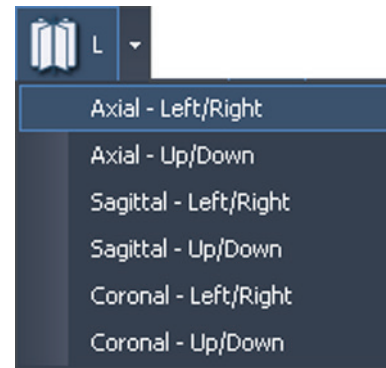 L
Axial - Left/Right
Axial - Up/Down
Sagittal - Left/Right
Sagittal - Up/Down
Coronal - Left/Right
Coronal - Up/Down